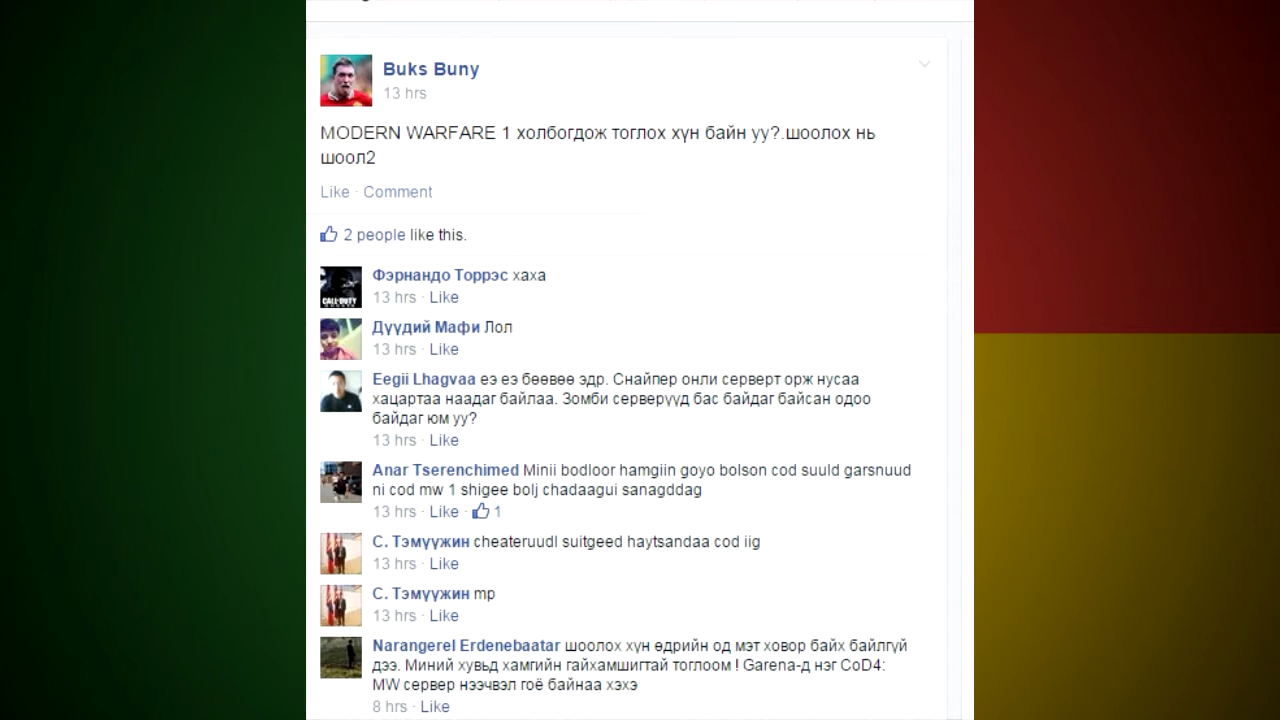 Buks Buny
13 hrs
MODERN WARFARE 1 холбогдож тоглох хүн байн уу?.шоолох нь
шоол2
Like · Comment
2 people like this.
Фэрнандо Торрэс хаха
13 hrs · Like
Дүүдий Мафи Лол
13 hrs · Like
Eegii Lhagvaa еэ еэ бөөвөө эдр. Снайпер онли серверт орж нусаа
хацартаа наадаг байлаа. Зомби серверүүд бас байдаг байсан одоо
байдаг юм уу?
13 hrs · Like
Anar Tserenchimed Minii bodloor hamgiin goyo bolson cod suuld garsnuud
ni cod mw 1 shigee bolj chadaagui sanagddag
13 hrs · Like · 1
С. Тэмүүжин cheateruudl suitgeed haytsandaa cod iig
13 hrs · Like
С. Тэмүүжин mp
13 hrs · Like
Narangerel Erdenebaatar шоолох хүн өдрийн од мэт ховор байх байлгүй
дээ. Миний хувьд хамгийн гайхамшигтай тоглоом ! Garena-д нэг CoD4:
MW сервер нээчвэл гоё байнаа хэхэ
8 hrs · Like
CALL·DUTY